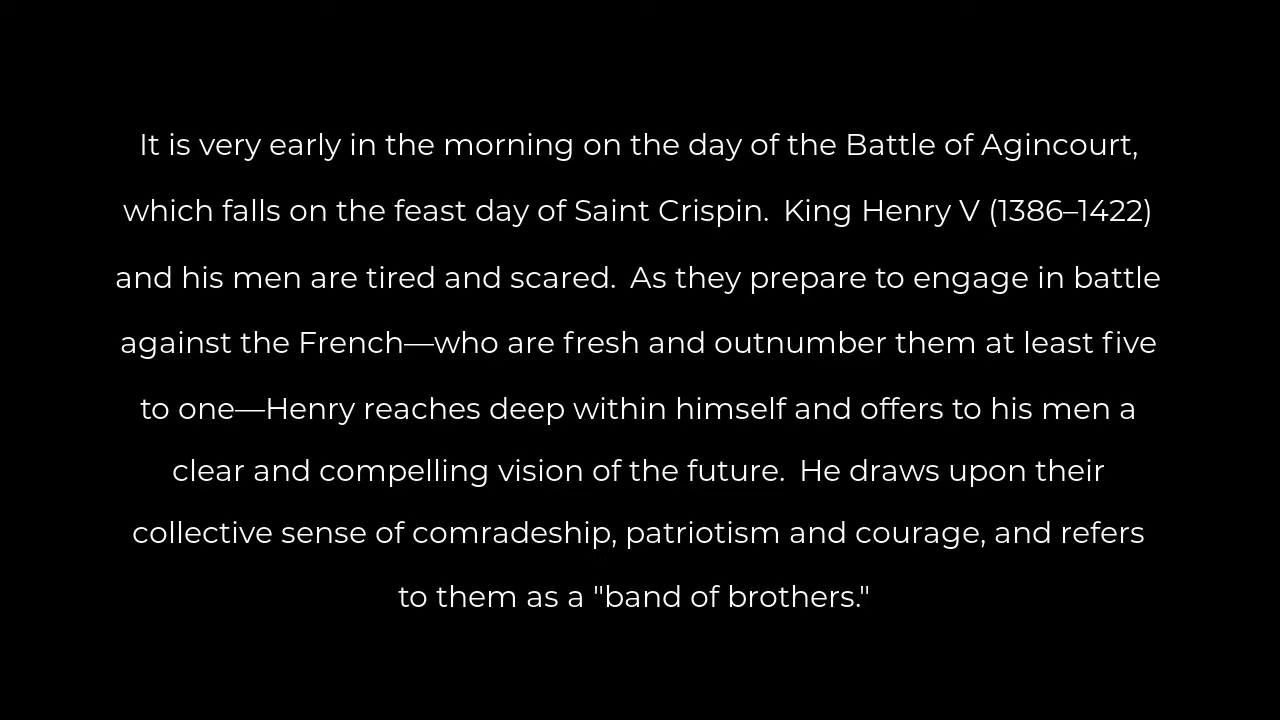 It is very early in the morning on the day of the Battle of Agincourt,
which falls on the feast day of Saint Crispin.  King Henry V (1386–1422)
and his men are tired and scared.  As they prepare to engage in battle
against the French—who are fresh and outnumber them at least five
to one—Henry reaches deep within himself and offers to his men a
clear and compelling vision of the future.  He draws upon their
collective sense of comradeship, patriotism and courage, and refers
to them as a "band of brothers."